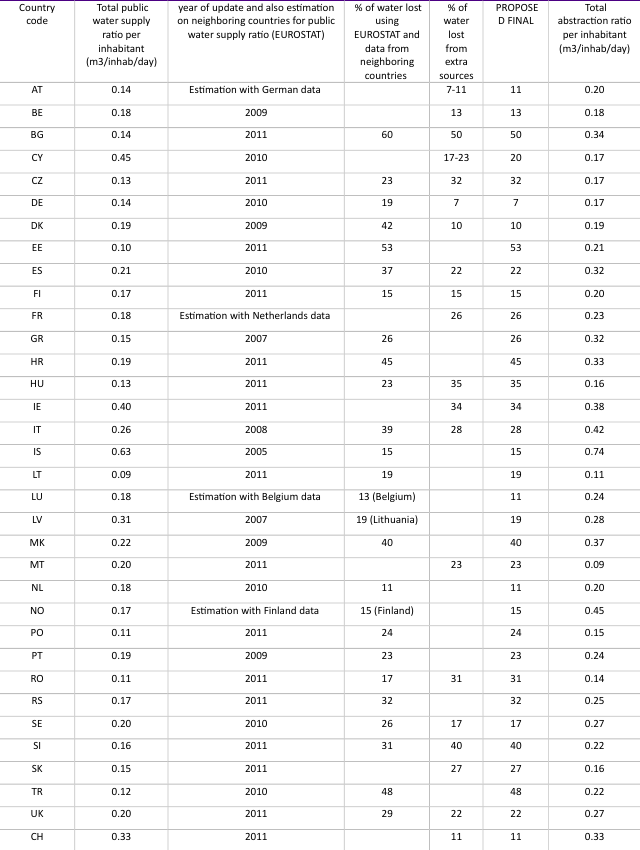 Country code | Total public water supply ratio per inhabitant (m3/inhab/day) | year of update and also estimation on neighboring countries for public water supply ratio (EUROSTAT) | % of water lost using EUROSTAT and data from neighboring countries | % of water lost from extra sources | PROPOSE D FINAL | Total abstraction ratio per inhabitant (m3/inhab/day)
AT 0.14 Estimation with German data 7-11 11 0.20
BE 0.18 2009 13 13 0.18
BG 0.14 2011 60 50 50 0.34
CY 0.45 2010 17-23 20 0.17
CZ 0.13 2011 23 32 32 0.17
DE 0.14 2010 19 7 7 0.17
DK 0.19 2009 42 10 10 0.19
EE 0.10 2011 53 53 0.21
ES 0.21 2010 37 22 22 0.32
FI 0.17 2011 15 15 15 0.20
FR 0.18 Estimation with Netherlands data 26 26 0.23
GR 0.15 2007 26 26 0.32
HR 0.19 2011 45 45 0.33
HU 0.13 2011 23 35 35 0.16
IE 0.40 2011 34 34 0.38
IT 0.26 2008 39 28 28 0.42
IS 0.63 2005 15 15 0.74
LT 0.09 2011 19 19 0.11
LU 0.18 Estimation with Belgium data 13 (Belgium) 11 0.24
LV 0.31 2007 19 (Lithuania) 19 0.28
MK 0.22 2009 40 40 0.37
MT 0.20 2011 23 23 0.09
NL 0.18 2010 11 11 0.20
NO 0.17 Estimation with Finland data 15 (Finland) 15 0.45
PO 0.11 2011 24 24 0.15
PT 0.19 2009 23 23 0.24
RO 0.11 2011 17 31 31 0.14
RS 0.17 2011 32 32 0.25
SE 0.20 2010 26 17 17 0.27
SI 0.16 2011 31 40 40 0.22
SK 0.15 2011 27 27 0.16
TR 0.12 2010 48 48 0.22
UK 0.20 2011 29 22 22 0.27
CH 0.33 2011 11 11 0.33